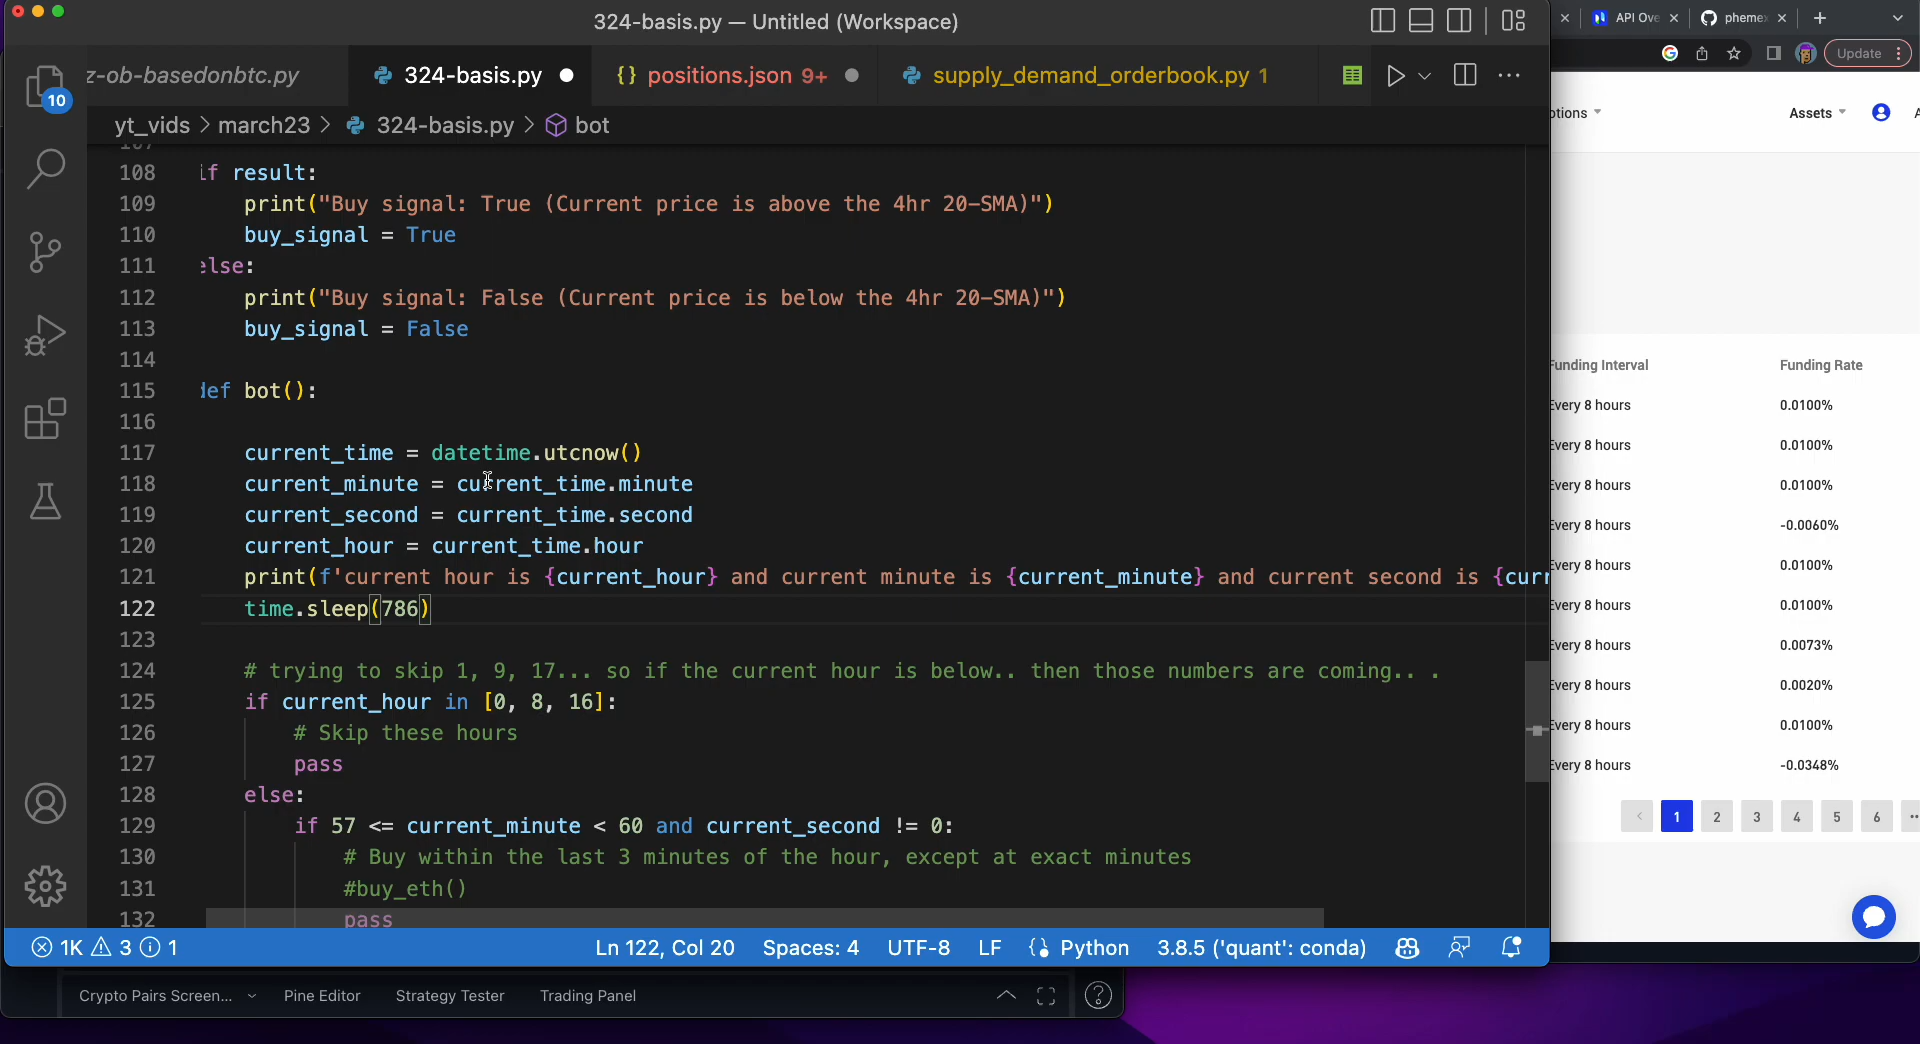 324-basis.py — Untitled (Workspace)
z-ob-basedonbtc.py
324-basis.py
{} positions.json 9+
supply_demand_orderbook.py 1
yt_vids > march23 > 324-basis.py > bot
10
107
108 if result:
109 print("Buy signal: True (Current price is above the 4hr 20-SMA)")
110 buy_signal = True
111 else:
112 print("Buy signal: False (Current price is below the 4hr 20-SMA)")
113 buy_signal = False
114
115 def bot():
116
117 current_time = datetime.utcnow()
118 current_minute = current_time.minute
119 current_second = current_time.second
120 current_hour = current_time.hour
121 print(f'current hour is {current_hour} and current minute is {current_minute} and current second is {curr
122 time.sleep(786)
123
124 # trying to skip 1, 9, 17... so if the current hour is below.. then those numbers are coming.. .
125 if current_hour in [0, 8, 16]:
126 # Skip these hours
127 pass
128 else:
129 if 57 <= current_minute < 60 and current_second != 0:
130 # Buy within the last 3 minutes of the hour, except at exact minutes
131 #buy_eth()
132 pass
1K 3 1
Ln 122, Col 20 Spaces: 4 UTF-8 LF {} Python 3.8.5 ('quant': conda)
Crypto Pairs Screen... Pine Editor Strategy Tester Trading Panel
API Ove
pheme
Update
ptions
Assets
A
Funding Interval Funding Rate
Every 8 hours 0.0100%
Every 8 hours 0.0100%
Every 8 hours 0.0100%
Every 8 hours -0.0060%
Every 8 hours 0.0100%
Every 8 hours 0.0100%
Every 8 hours 0.0073%
Every 8 hours 0.0020%
Every 8 hours 0.0100%
Every 8 hours -0.0348%
< 1 2 3 4 5 6 ..